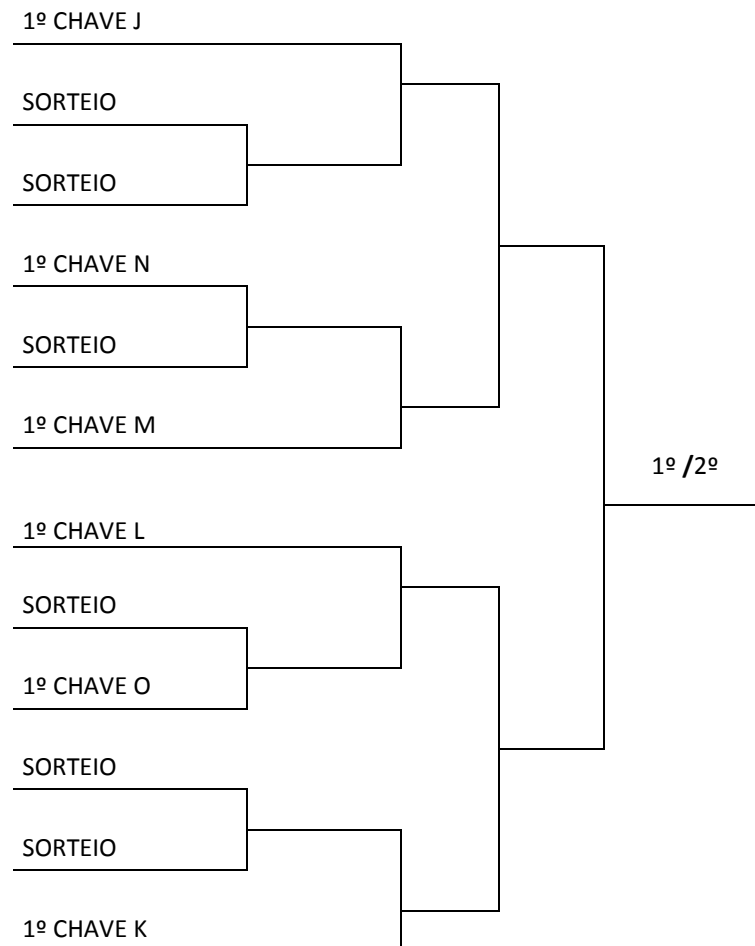 1º CHAVE J
SORTEIO
SORTEIO
1º CHAVE N
SORTEIO
1º CHAVE M
1º /2º
1º CHAVE L
SORTEIO
1º CHAVE O
SORTEIO
SORTEIO
1º CHAVE K